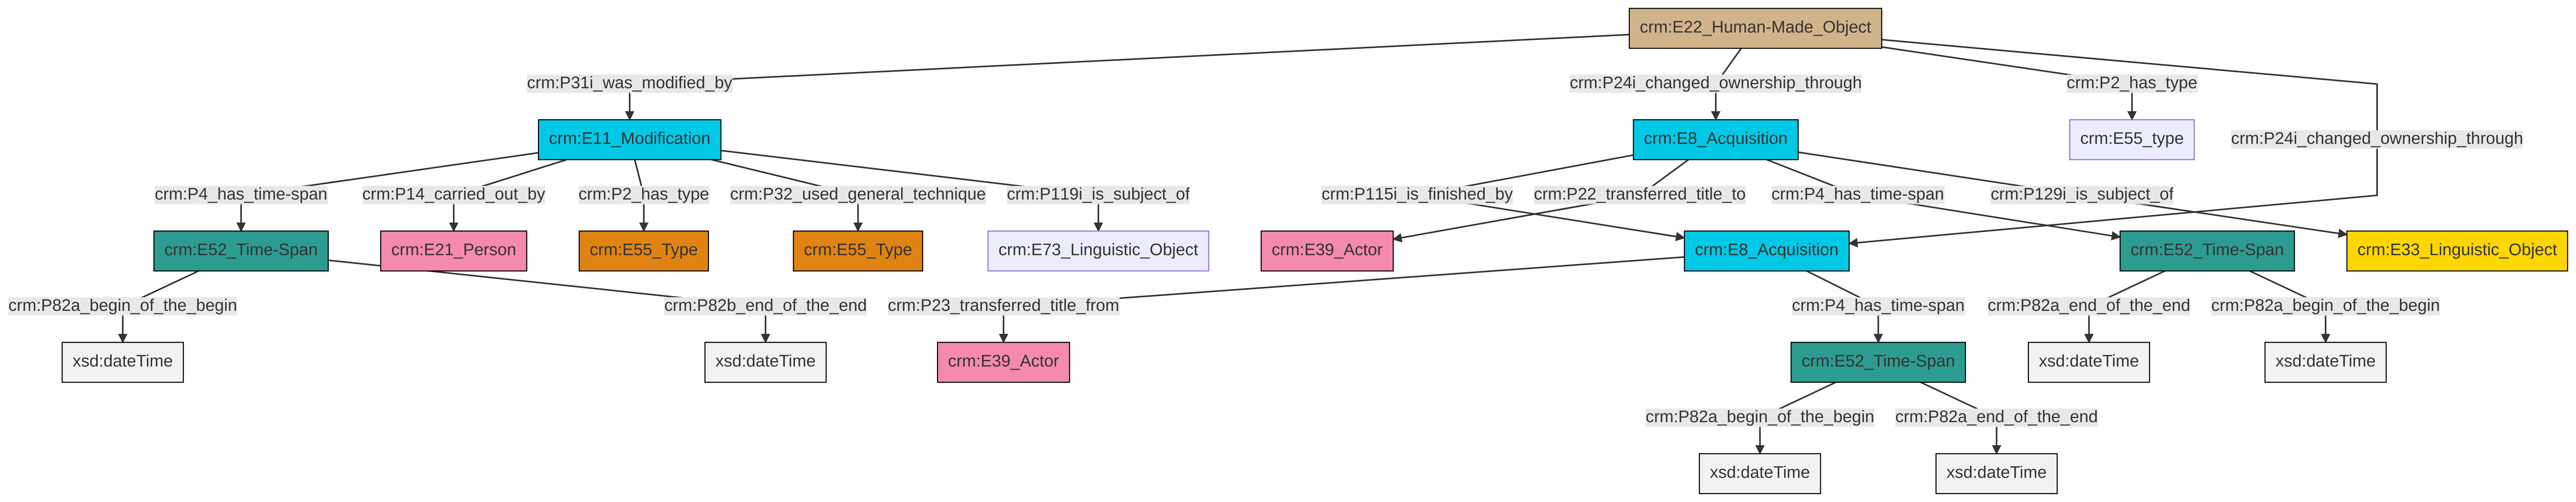 crm:E22_Human-Made_Object
crm:P31i_was_modified_by
crm:P24i_changed_ownership_through
crm:P2_has_type
crm:E11_Modification
crm:E8_Acquisition
crm:E55_type
crm:P24i_changed_ownership_through
crm:P4_has_time-span
crm:P14_carried_out_by
crm:P2_has_type
crm:P32_used_general_technique
crm:P119i_is_subject_of
crm:P115i_is_finished_by
crm:P22_transferred_title_to
crm:P4_has_time-span
crm:P129i_is_subject_of
crm:E52_Time-Span
crm:E21_Person
crm:E55_Type
crm:E55_Type
crm:E73_Linguistic_Object
crm:E39_Actor
crm:E8_Acquisition
crm:E52_Time-Span
crm:E33_Linguistic_Object
crm:P82a_begin_of_the_begin
crm:P82b_end_of_the_end
crm:P23_transferred_title_from
crm:P4_has_time-span
crm:P82a_end_of_the_end
crm:P82a_begin_of_the_begin
xsd:dateTime
xsd:dateTime
crm:E39_Actor
crm:E52_Time-Span
xsd:dateTime
xsd:dateTime
crm:P82a_begin_of_the_begin
crm:P82a_end_of_the_end
xsd:dateTime
xsd:dateTime